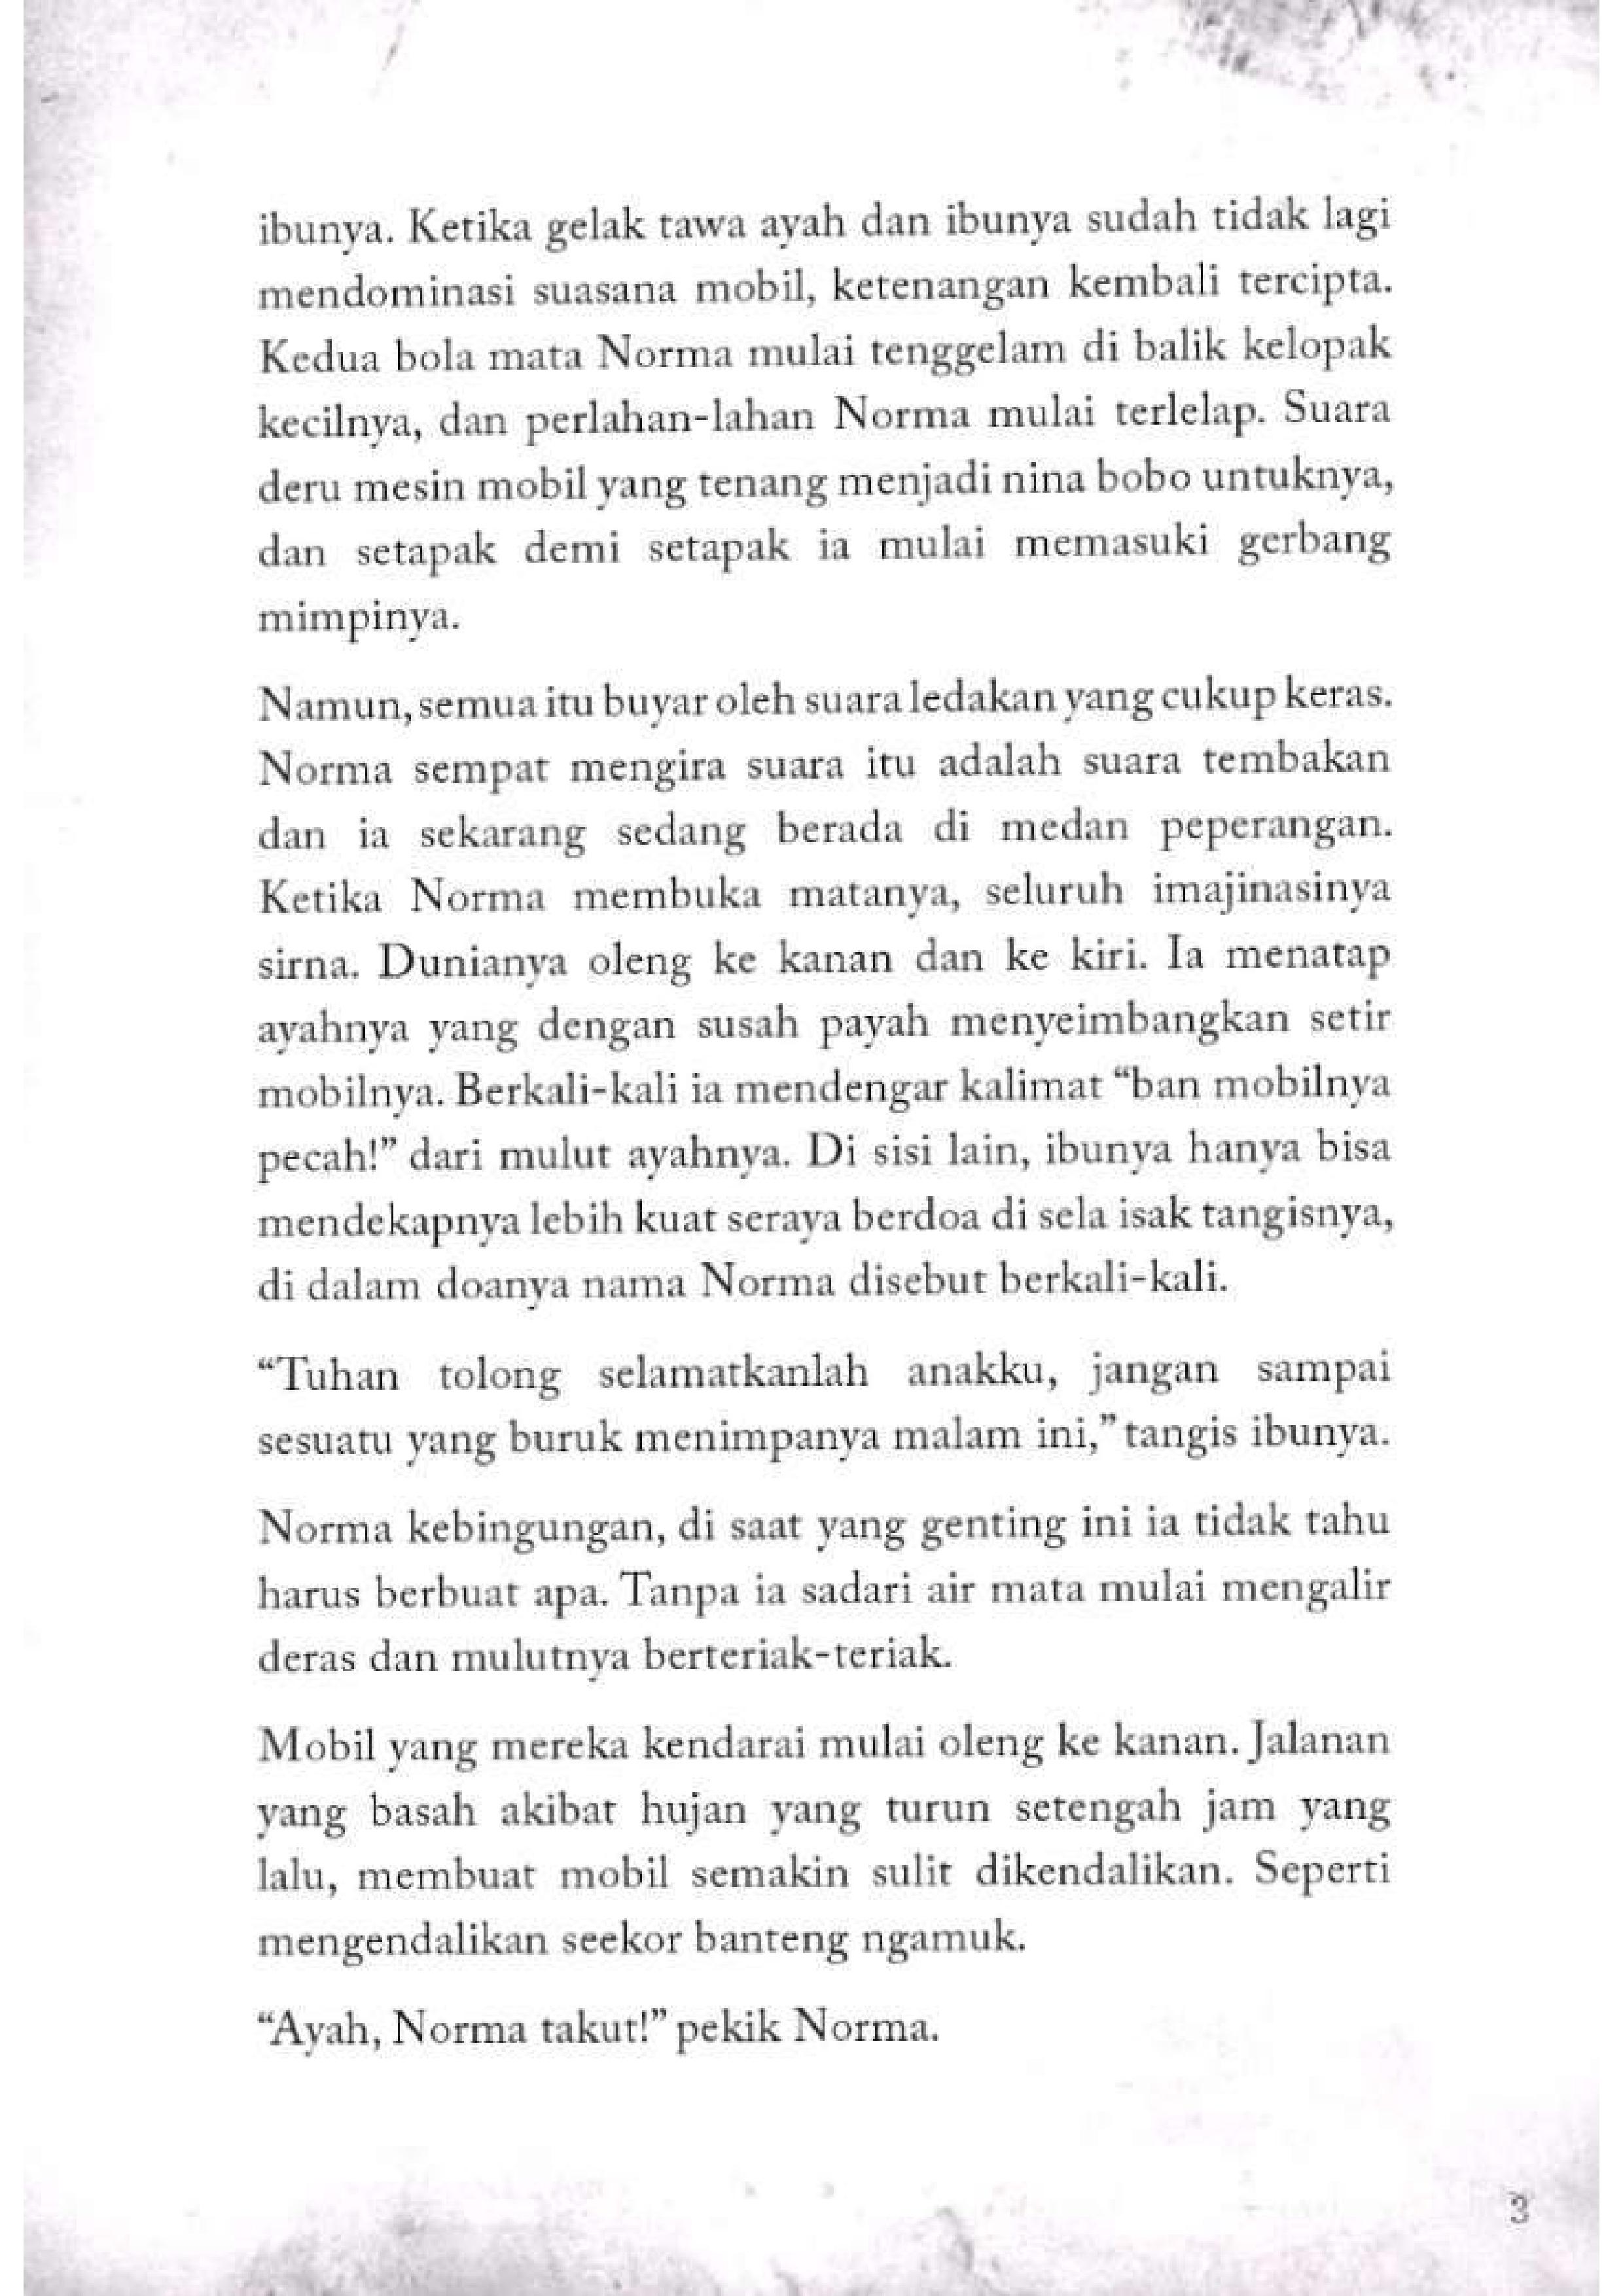 ibunya. Ketika gelak tawa ayah dan ibunya sudah tidak lagi
mendominasi suasana mobil, ketenangan kembali tercipta.
Kedua bola mata Norma mulai tenggelam di balik kelopak
kecilnya, dan perlahan-lahan Norma mulai terlelap. Suara
deru mesin mobil yang tenang menjadi nina bobo untuknya,
dan setapak demi setapak ia mulai memasuki gerbang
mimpinya.
Namun, semua itu buyar oleh suara ledakan yang cukup keras.
Norma sempat mengira suara itu adalah suara tembakan
dan ia sekarang sedang berada di medan peperangan.
Ketika Norma membuka matanya, seluruh imajinasinya
sirna. Dunianya oleng ke kanan dan ke kiri. Ia menatap
ayahnya yang dengan susah payah menyeimbangkan setir
mobilnya. Berkali-kali ia mendengar kalimat “ban mobilnya
pecah!” dari mulut ayahnya. Di sisi lain, ibunya hanya bisa
mendekapnya lebih kuat seraya berdoa di sela isak tangisnya,
di dalam doanya nama Norma disebut berkali-kali.
“Tuhan tolong selamatkanlah anakku, jangan sampai
sesuatu yang buruk menimpanya malam ini,” tangis ibunya.
Norma kebingungan, di saat yang genting ini ia tidak tahu
harus berbuat apa. Tanpa ia sadari air mata mulai mengalir
deras dan mulutnya berteriak-teriak.
Mobil yang mereka kendarai mulai oleng ke kanan. Jalanan
yang basah akibat hujan yang turun setengah jam yang
lalu, membuat mobil semakin sulit dikendalikan. Seperti
mengendalikan seekor banteng ngamuk.
“Ayah, Norma takut!” pekik Norma.
3